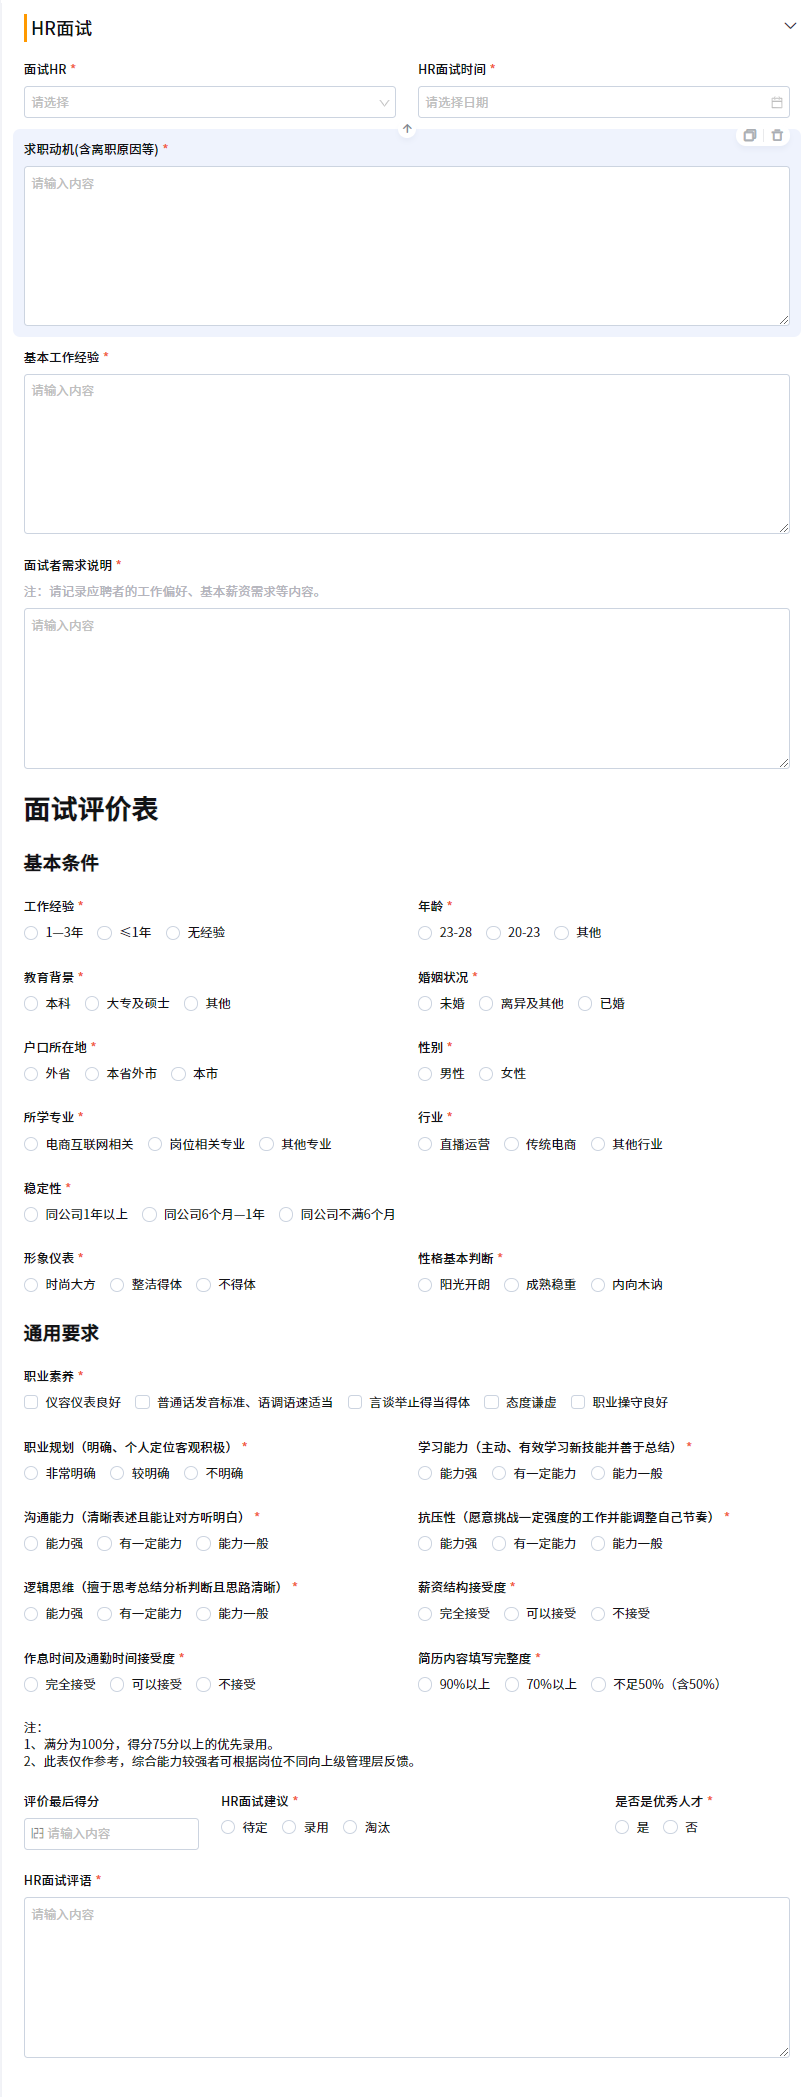 HR面试
面试HR * HR面试时间 *
请选择 请选择日期
求职动机(含离职原因等) *
请输入内容
基本工作经验 *
请输入内容
面试者需求说明 *
注：请记录应聘者的工作偏好、基本薪资需求等内容。
请输入内容
面试评价表
基本条件
工作经验 * 年龄 *
1—3年 ≤1年 无经验 23-28 20-23 其他
教育背景 * 婚姻状况 *
本科 大专及硕士 其他 未婚 离异及其他 已婚
户口所在地 * 性别 *
外省 本省外市 本市 男性 女性
所学专业 * 行业 *
电商互联网相关 岗位相关专业 其他专业 直播运营 传统电商 其他行业
稳定性 *
同公司1年以上 同公司6个月—1年 同公司不满6个月
形象仪表 * 性格基本判断 *
时尚大方 整洁得体 不得体 阳光开朗 成熟稳重 内向木讷
通用要求
职业素养 *
仪容仪表良好 普通话发音标准、语调语速适当 言谈举止得当得体 态度谦虚 职业操守良好
职业规划（明确、个人定位客观积极） * 学习能力（主动、有效学习新技能并善于总结） *
非常明确 较明确 不明确 能力强 有一定能力 能力一般
沟通能力（清晰表述且能让对方听明白） * 抗压性（愿意挑战一定强度的工作并能调整自己节奏） *
能力强 有一定能力 能力一般 能力强 有一定能力 能力一般
逻辑思维（擅于思考总结分析判断且思路清晰） * 薪资结构接受度 *
能力强 有一定能力 能力一般 完全接受 可以接受 不接受
作息时间及通勤时间接受度 * 简历内容填写完整度 *
完全接受 可以接受 不接受 90%以上 70%以上 不足50%（含50%）
注：
1、满分为100分，得分75分以上的优先录用。
2、此表仅作参考，综合能力较强者可根据岗位不同向上级管理层反馈。
评价最后得分 HR面试建议 * 是否是优秀人才 *
123 请输入内容 待定 录用 淘汰 是 否
HR面试评语 *
请输入内容